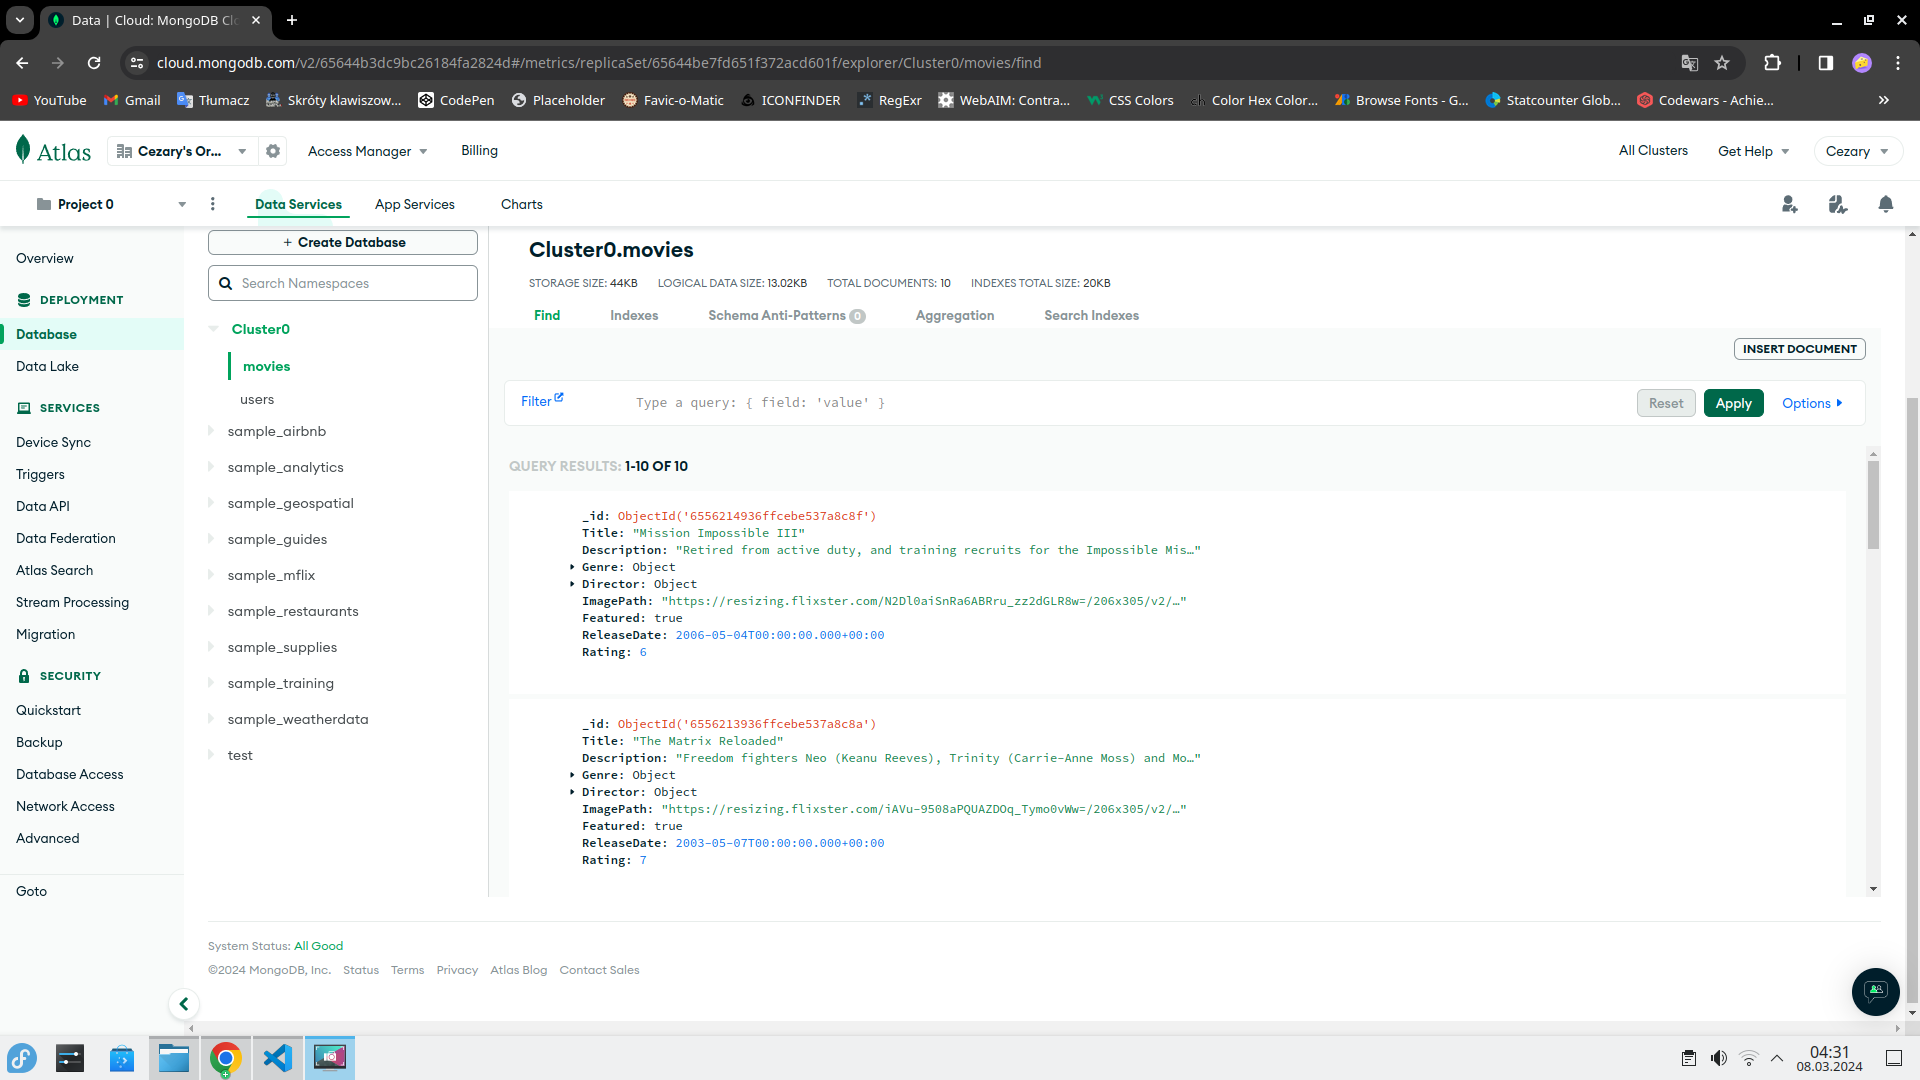 Data | Cloud: MongoDB Clo
cloud.mongodb.com/v2/65644b3dc9bc26184fa2824d#/metrics/replicaSet/65644be7fd651f372acd601f/explorer/Cluster0/movies/find
YouTube Gmail Tłumacz Skróty klawiszow... CodePen Placeholder Favic-o-Matic ICONFINDER RegExr WebAIM: Contra... CSS Colors Color Hex Color... Browse Fonts - G... Statcounter Glob... Codewars - Achie...
Atlas Cezary's Or... Access Manager Billing All Clusters Get Help Cezary
Project 0 Data Services App Services Charts
Overview
DEPLOYMENT
Database
Data Lake
SERVICES
Device Sync
Triggers
Data API
Data Federation
Atlas Search
Stream Processing
Migration
SECURITY
Quickstart
Backup
Database Access
Network Access
Advanced
Goto
+ Create Database
Search Namespaces
Cluster0
movies
users
sample_airbnb
sample_analytics
sample_geospatial
sample_guides
sample_mflix
sample_restaurants
sample_supplies
sample_training
sample_weatherdata
test
Cluster0.movies
STORAGE SIZE: 44KB LOGICAL DATA SIZE: 13.02KB TOTAL DOCUMENTS: 10 INDEXES TOTAL SIZE: 20KB
Find Indexes Schema Anti-Patterns 0 Aggregation Search Indexes
INSERT DOCUMENT
Filter Type a query: { field: 'value' } Reset Apply Options
QUERY RESULTS: 1-10 OF 10
_id: ObjectId('6556214936ffcebe537a8c8f')
Title: "Mission Impossible III"
Description: "Retired from active duty, and training recruits for the Impossible Mis…"
Genre: Object
Director: Object
ImagePath: "https://resizing.flixster.com/N2Dl0aiSnRa6ABRru_zz2dGLR8w=/206x305/v2/…"
Featured: true
ReleaseDate: 2006-05-04T00:00:00.000+00:00
Rating: 6
_id: ObjectId('6556213936ffcebe537a8c8a')
Title: "The Matrix Reloaded"
Description: "Freedom fighters Neo (Keanu Reeves), Trinity (Carrie-Anne Moss) and Mo…"
Genre: Object
Director: Object
ImagePath: "https://resizing.flixster.com/iAVu-9508aPQUAZDOq_Tymo0vWw=/206x305/v2/…"
Featured: true
ReleaseDate: 2003-05-07T00:00:00.000+00:00
Rating: 7
System Status: All Good
©2024 MongoDB, Inc. Status Terms Privacy Atlas Blog Contact Sales
04:31
08.03.2024